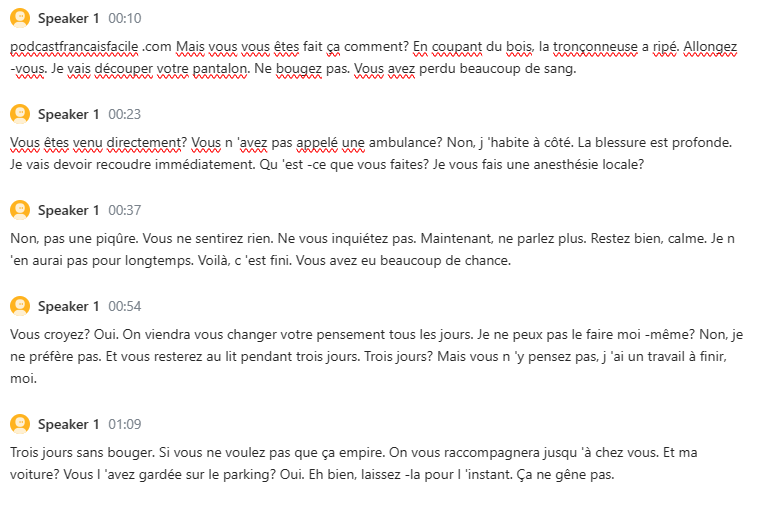 Speaker 1 00:10
podcastfrancaisfacile .com Mais vous vous êtes fait ça comment? En coupant du bois, la tronçonneuse a ripé. Allongez
-vous. Je vais découper votre pantalon. Ne bougez pas. Vous avez perdu beaucoup de sang.
Speaker 1 00:23
Vous êtes venu directement? Vous n 'avez pas appelé une ambulance? Non, j 'habite à côté. La blessure est profonde.
Je vais devoir recoudre immédiatement. Qu 'est -ce que vous faites? Je vous fais une anesthésie locale?
Speaker 1 00:37
Non, pas une piqûre. Vous ne sentirez rien. Ne vous inquiétez pas. Maintenant, ne parlez plus. Restez bien, calme. Je n
'en aurai pas pour longtemps. Voilà, c 'est fini. Vous avez eu beaucoup de chance.
Speaker 1 00:54
Vous croyez? Oui. On viendra vous changer votre pensement tous les jours. Je ne peux pas le faire moi -même? Non, je
ne préfère pas. Et vous resterez au lit pendant trois jours. Trois jours? Mais vous n 'y pensez pas, j 'ai un travail à finir,
moi.
Speaker 1 01:09
Trois jours sans bouger. Si vous ne voulez pas que ça empire. On vous raccompagnera jusqu 'à chez vous. Et ma
voiture? Vous l 'avez gardée sur le parking? Oui. Eh bien, laissez -la pour l 'instant. Ça ne gêne pas.